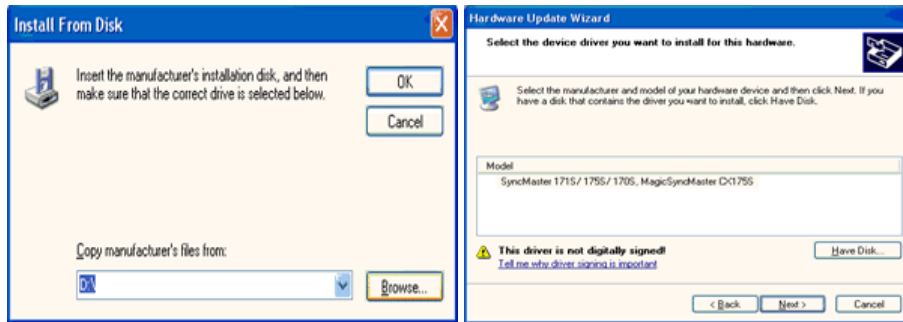 Install From Disk
Insert the manufacturer's installation disk, and then
make sure that the correct drive is selected below.
OK
Cancel
Copy manufacturer's files from:
D:\
Browse...
Hardware Update Wizard
Select the device driver you want to install for this hardware.
Select the manufacturer and model of your hardware device and then click Next. If you
have a disk that contains the driver you want to install, click Have Disk.
Model
SyncMaster 171S/ 175S/ 170S, MagicSyncMaster CX175S
This driver is not digitally signed!
Tell me why driver signing is important
Have Disk...
< Back
Next >
Cancel